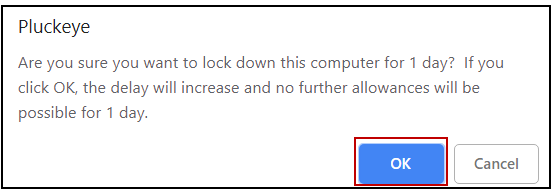 Pluckeye
Are you sure you want to lock down this computer for 1 day?  If you
click OK, the delay will increase and no further allowances will be
possible for 1 day.
OK
Cancel